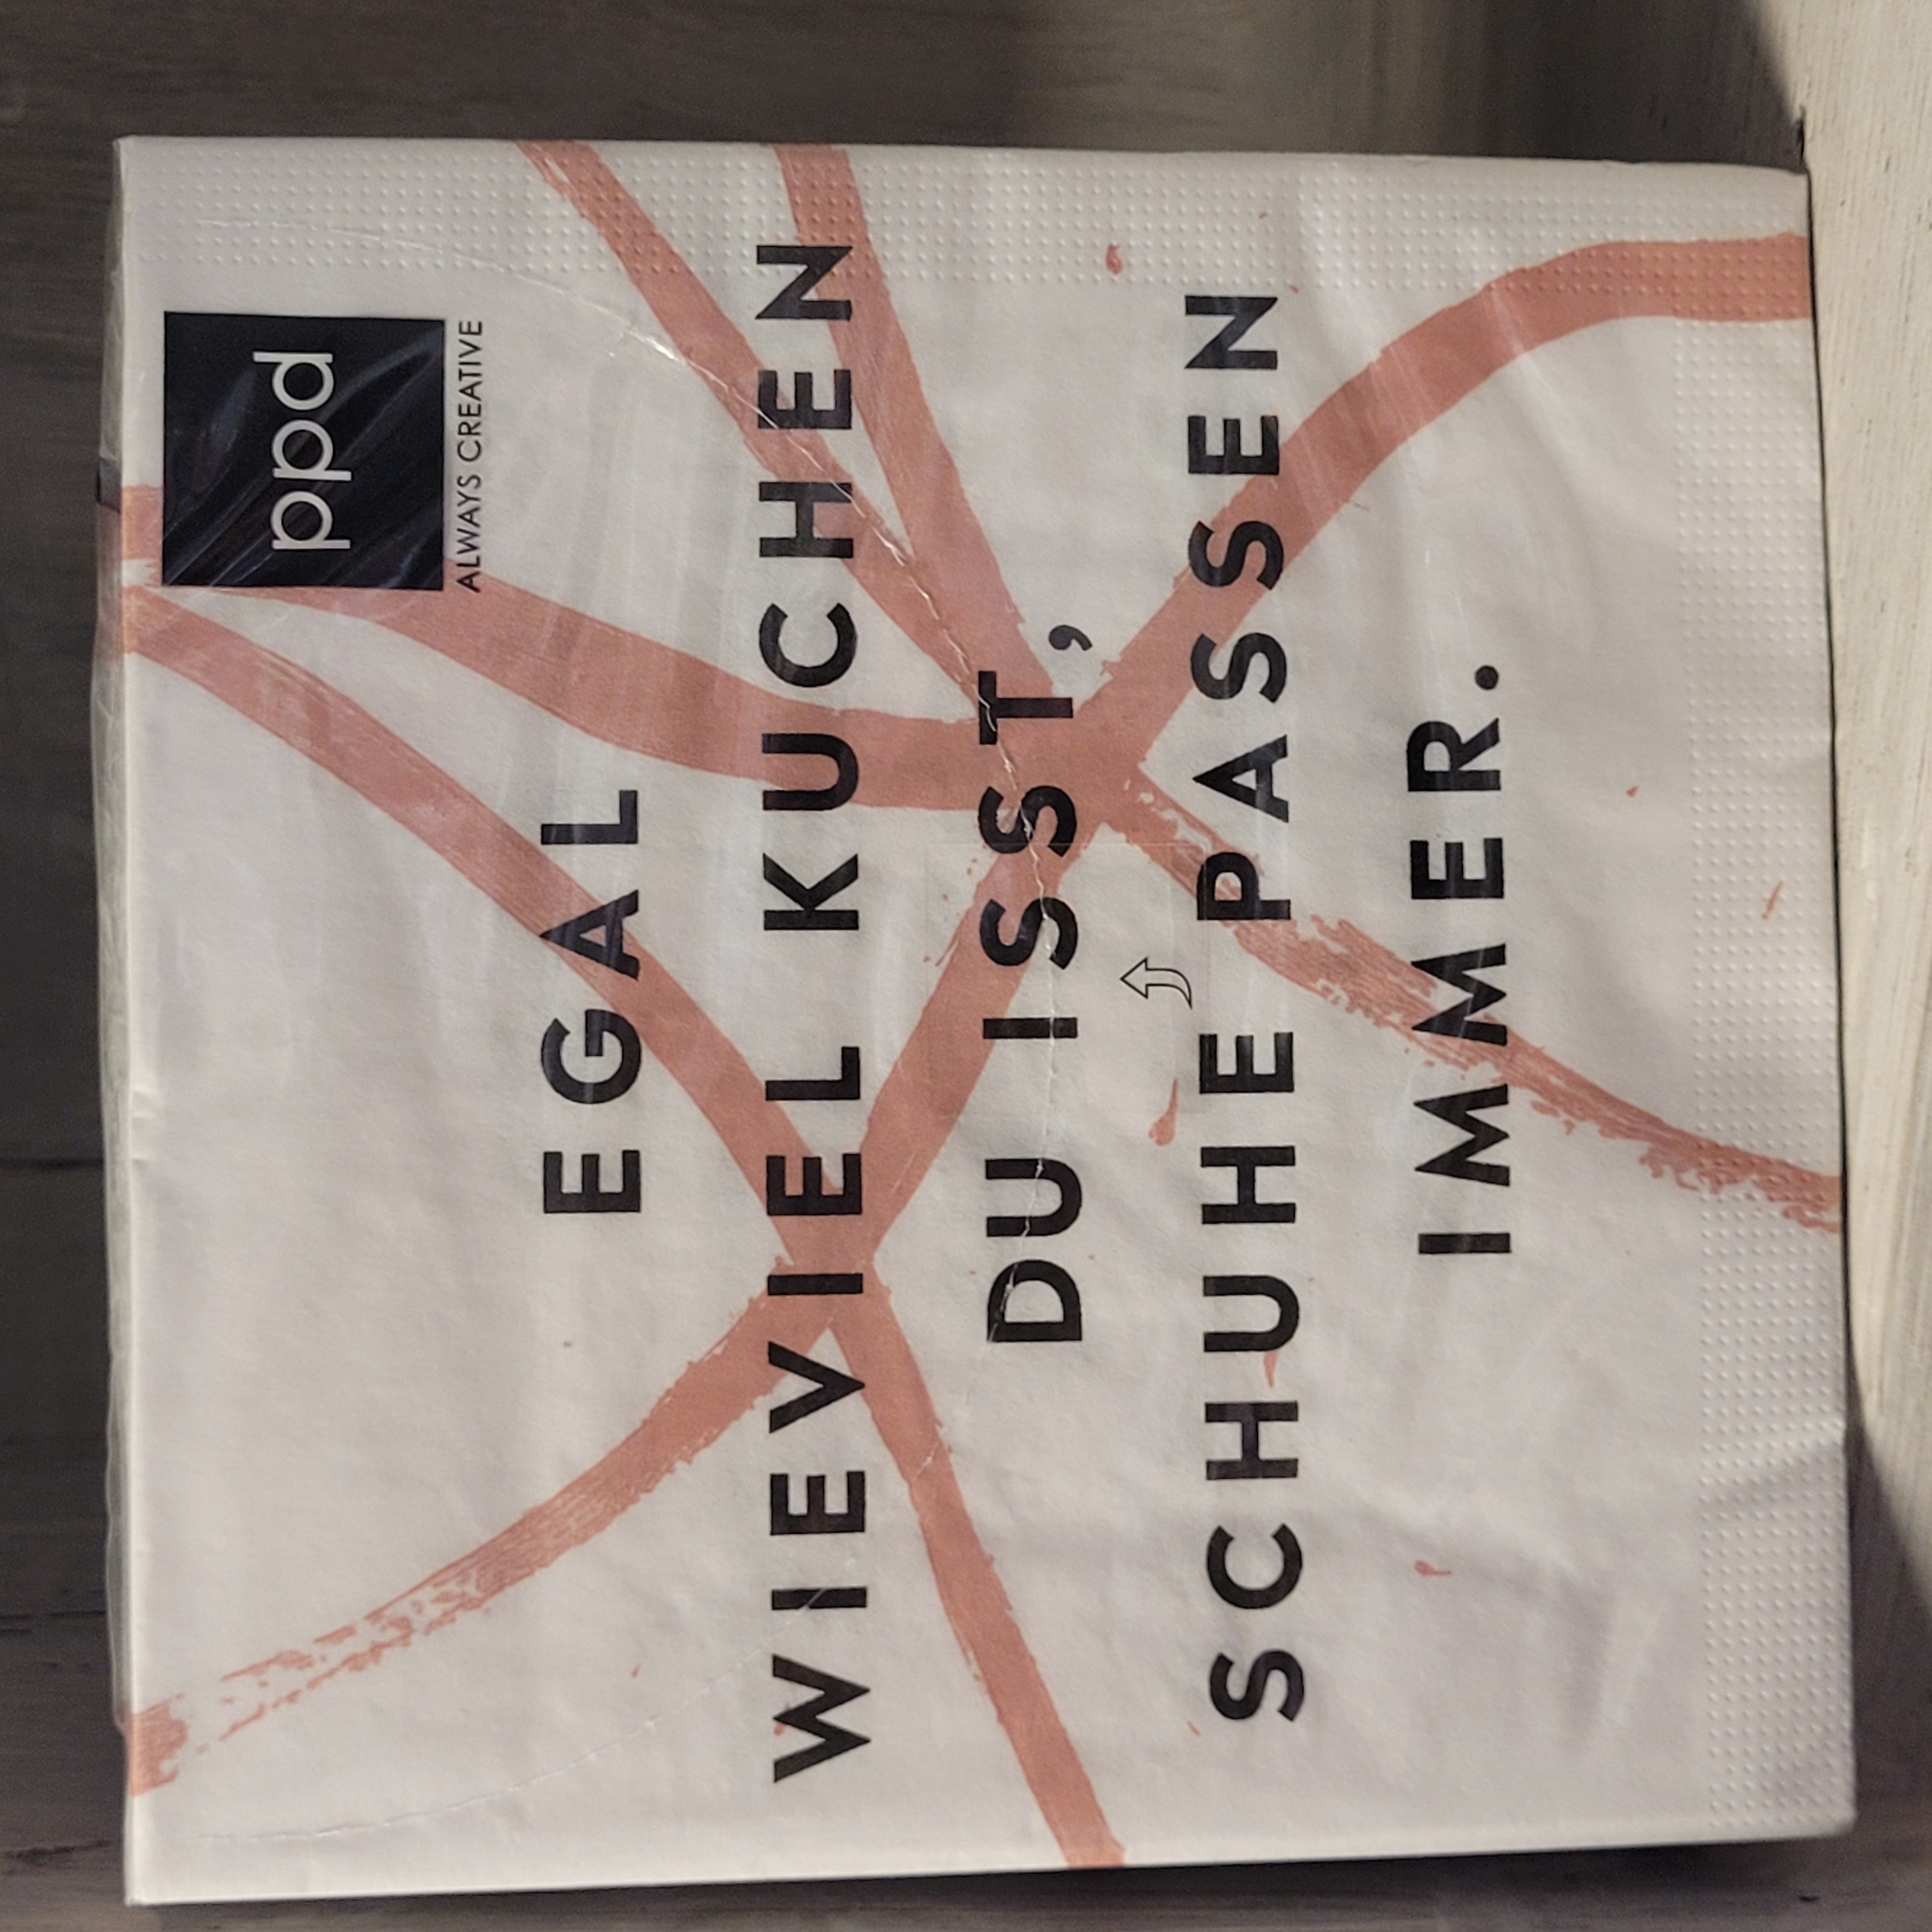 ppd
ALWAYS CREATIVE
EGAL
WIEVIEL KUCHEN
DU ISST,
SCHUHE PASSEN
IMMER.